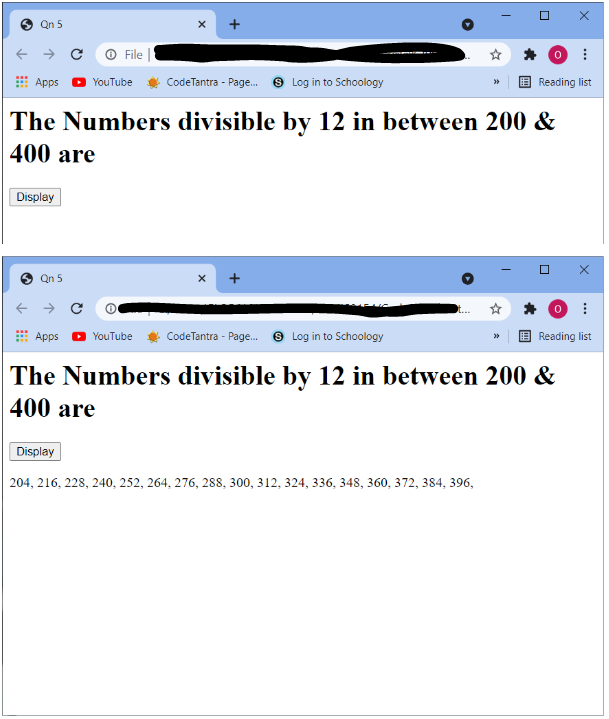 Qn 5
File
Apps YouTube CodeTantra - Page... Log in to Schoology » Reading list
The Numbers divisible by 12 in between 200 &
400 are
Display
Qn 5
Apps YouTube CodeTantra - Page... Log in to Schoology » Reading list
The Numbers divisible by 12 in between 200 &
400 are
Display
204, 216, 228, 240, 252, 264, 276, 288, 300, 312, 324, 336, 348, 360, 372, 384, 396,